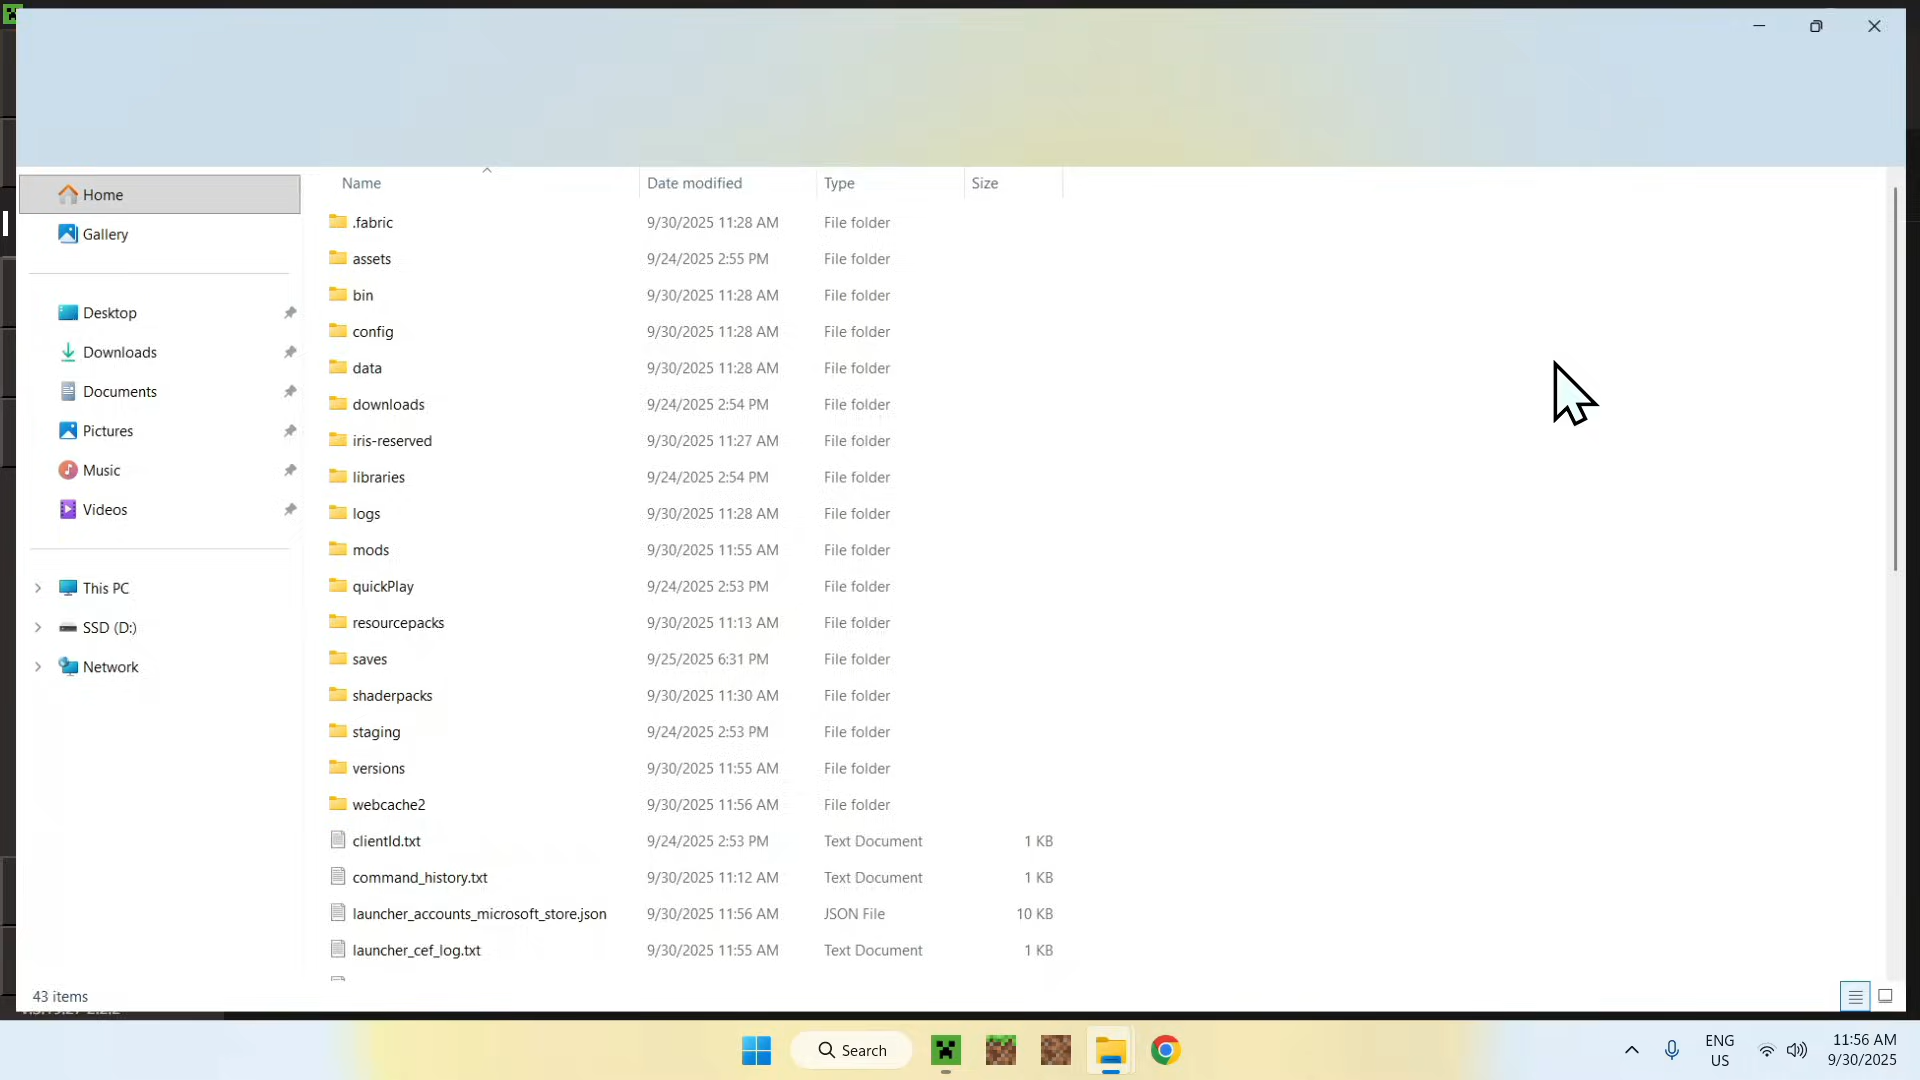 Name Date modified Type Size
Home
Gallery
Desktop
Downloads
Documents
Pictures
Music
Videos
This PC
SSD (D:)
Network
.fabric 9/30/2025 11:28 AM File folder
assets 9/24/2025 2:55 PM File folder
bin 9/30/2025 11:28 AM File folder
config 9/30/2025 11:28 AM File folder
data 9/30/2025 11:28 AM File folder
downloads 9/24/2025 2:54 PM File folder
iris-reserved 9/30/2025 11:27 AM File folder
libraries 9/24/2025 2:54 PM File folder
logs 9/30/2025 11:28 AM File folder
mods 9/30/2025 11:55 AM File folder
quickPlay 9/24/2025 2:53 PM File folder
resourcepacks 9/30/2025 11:13 AM File folder
saves 9/25/2025 6:31 PM File folder
shaderpacks 9/30/2025 11:30 AM File folder
staging 9/24/2025 2:53 PM File folder
versions 9/30/2025 11:55 AM File folder
webcache2 9/30/2025 11:56 AM File folder
clientId.txt 9/24/2025 2:53 PM Text Document 1 KB
command_history.txt 9/30/2025 11:12 AM Text Document 1 KB
launcher_accounts_microsoft_store.json 9/30/2025 11:56 AM JSON File 10 KB
launcher_cef_log.txt 9/30/2025 11:55 AM Text Document 1 KB
43 items
Search
ENG
US
11:56 AM
9/30/2025